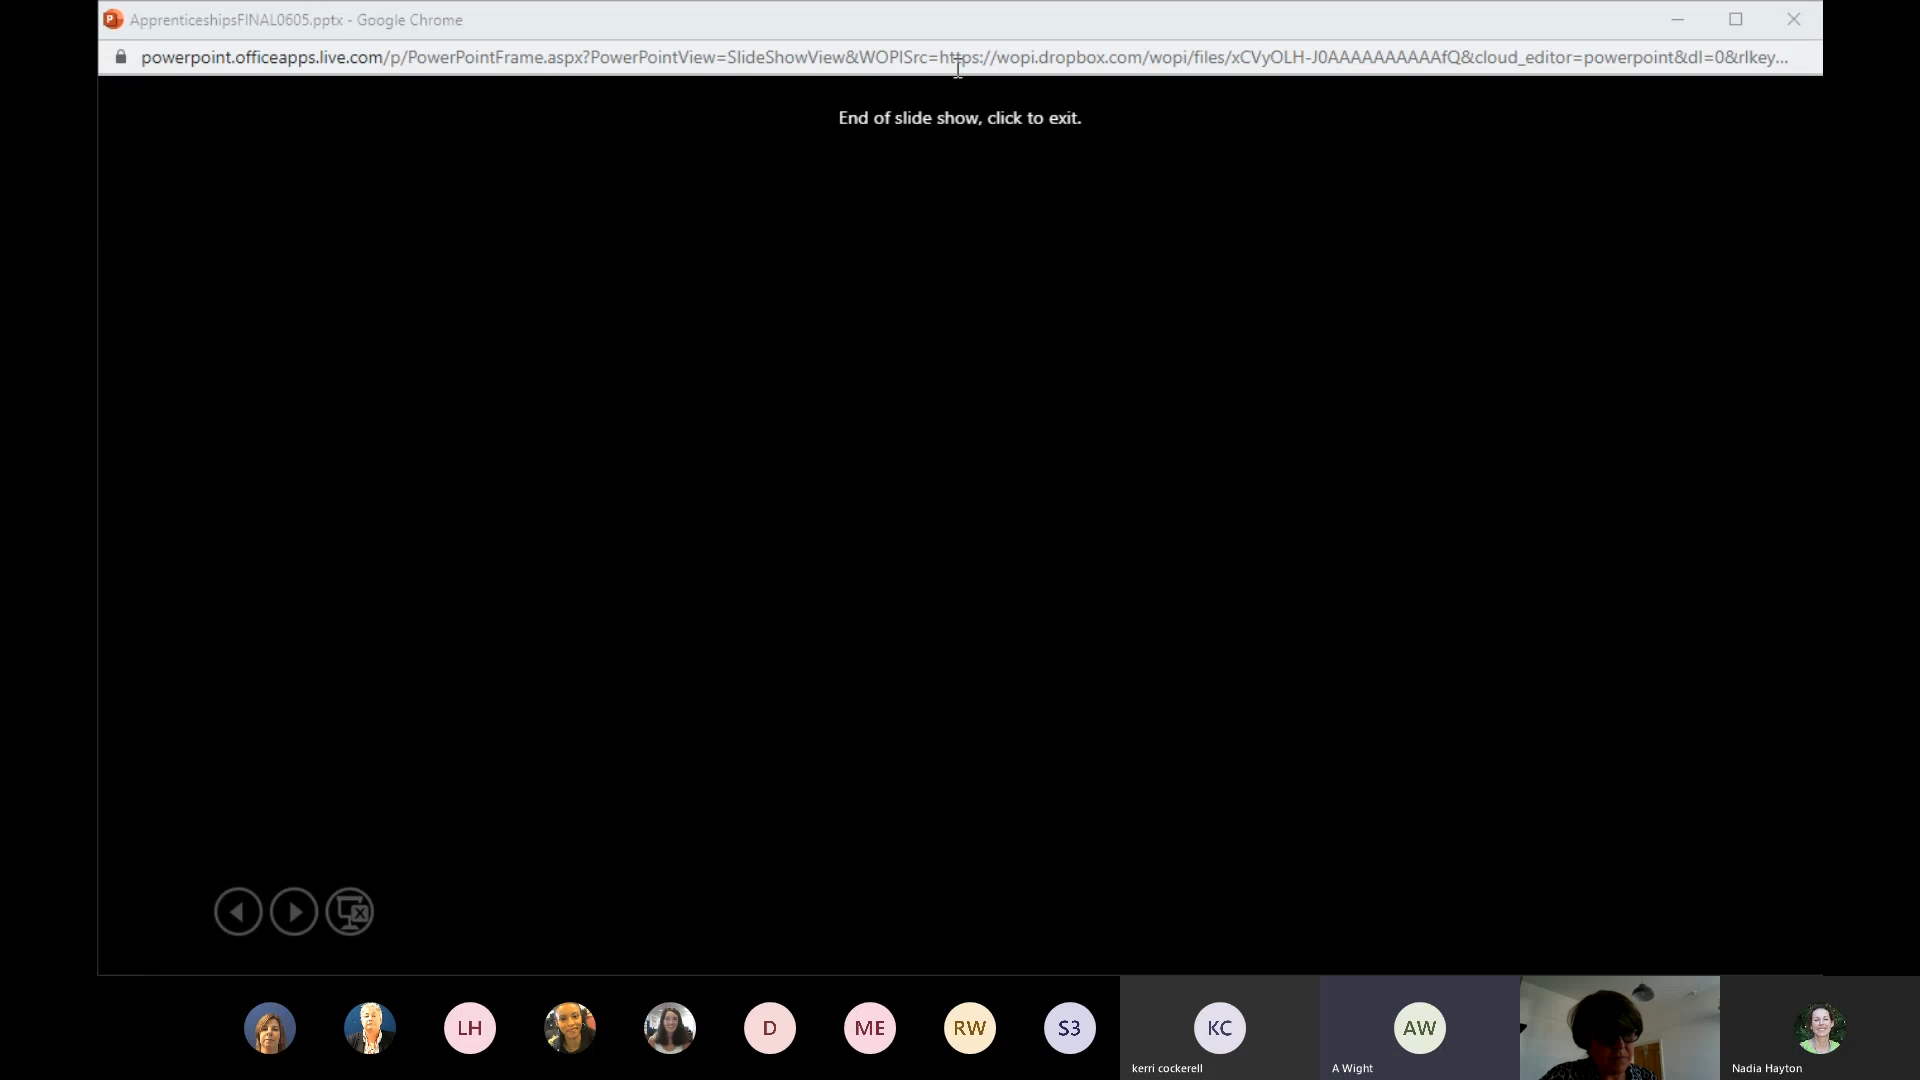 ApprenticeshipsFINAL0605.pptx - Google Chrome
powerpoint.officeapps.live.com/p/PowerPointFrame.aspx?PowerPointView=SlideShowView&WOPISrc=https://wopi.dropbox.com/wopi/files/xCVyOLH-J0AAAAAAAAAAfQ&cloud_editor=powerpoint&dl=0&rlkey...
End of slide show, click to exit.
LH
D
ME
RW
S3
KC
AW
kerri cockerell
A Wight
Nadia Hayton